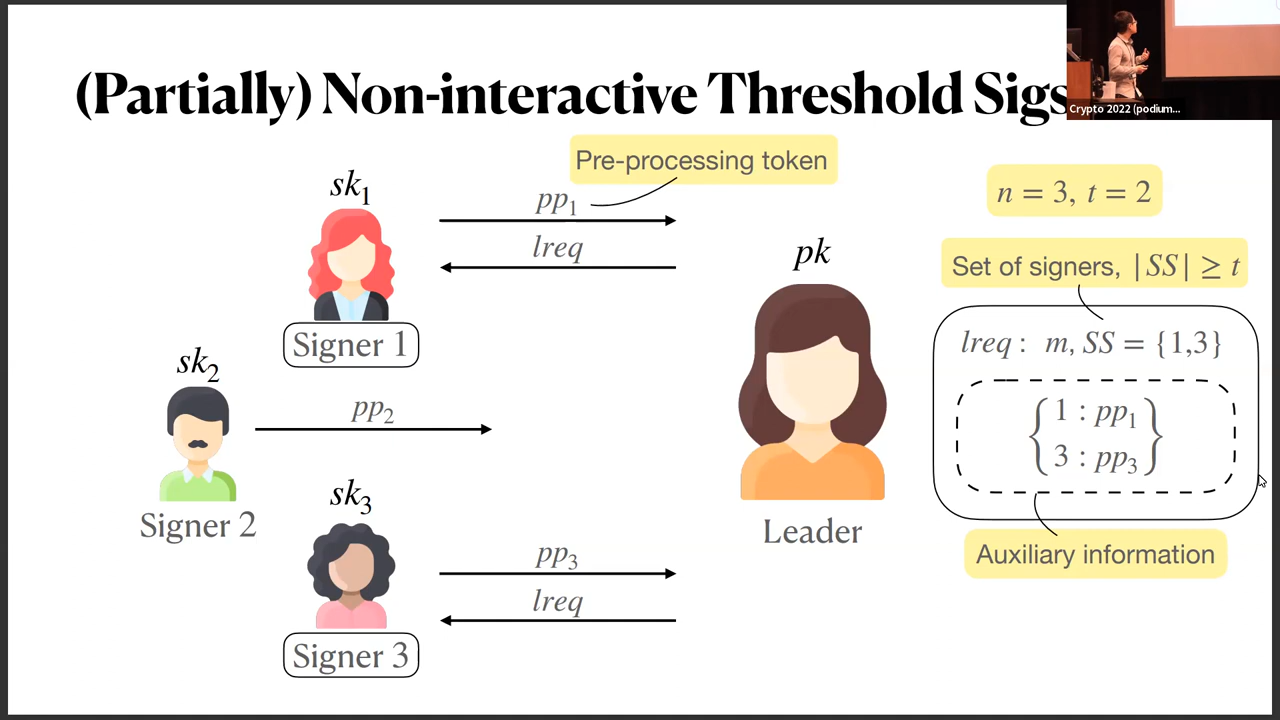 (Partially) Non-interactive Threshold Sigs
Crypto 2022 (podium...
Pre-processing token
n = 3, t = 2
sk₁
pp₁
lreq
Signer 1
pk
Leader
Set of signers, |SS| ≥ t
lreq : m, SS = {1,3}
{1 : pp₁
3 : pp₃}
Auxiliary information
sk₂
pp₂
Signer 2
sk₃
pp₃
lreq
Signer 3